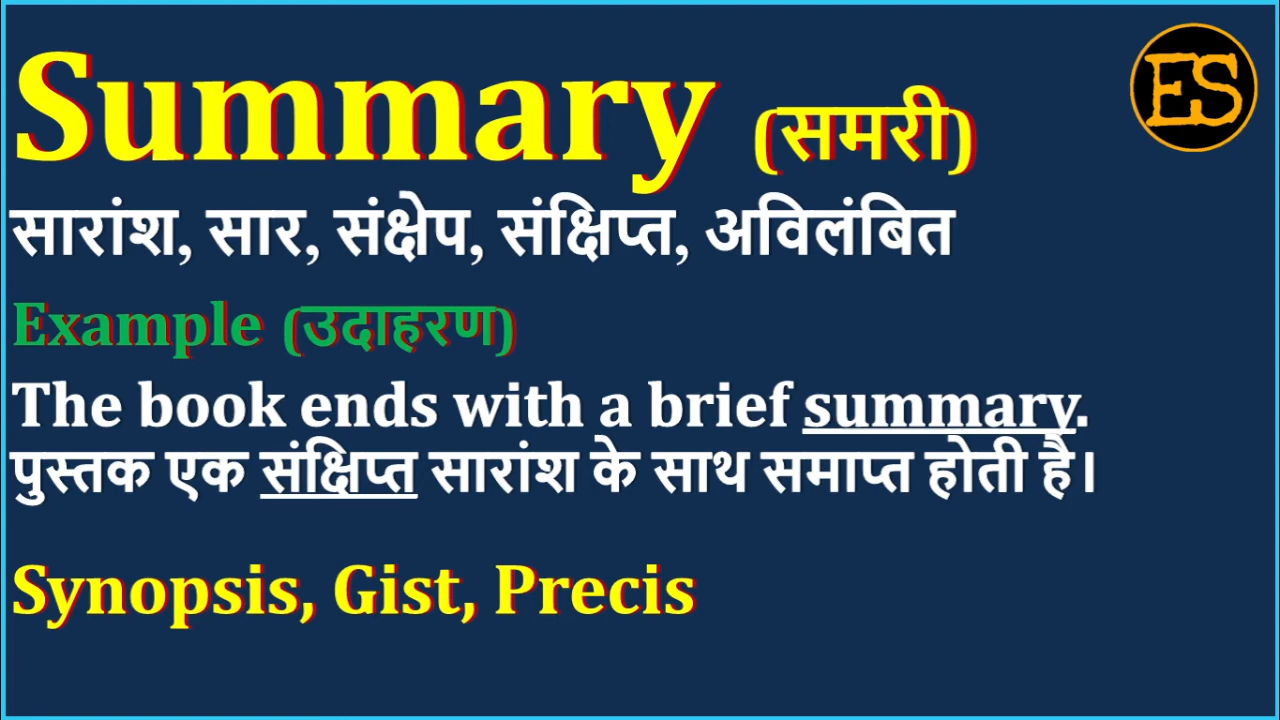 Summary (समरी)
ES
सारांश, सार, संक्षेप, संक्षिप्त, अविलंबित
Example (उदाहरण)
The book ends with a brief summary.
पुस्तक एक संक्षिप्त सारांश के साथ समाप्त होती है।
Synopsis, Gist, Precis